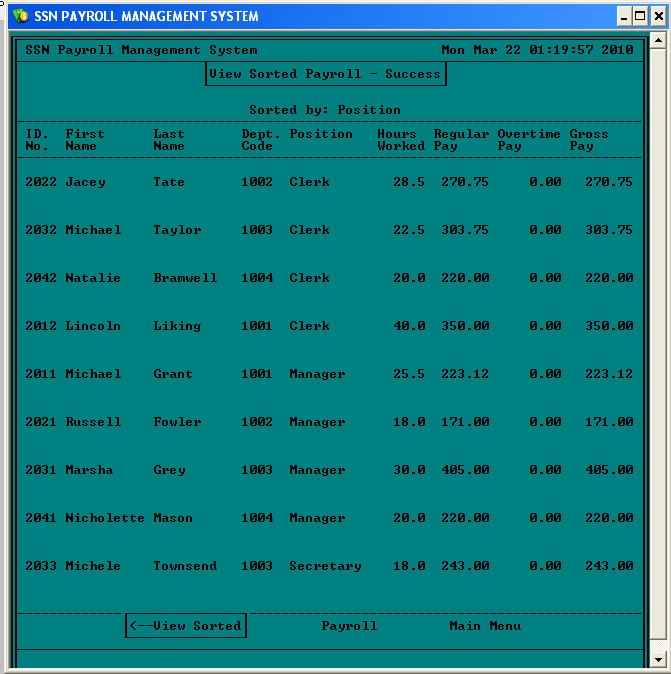 SSN PAYROLL MANAGEMENT SYSTEM
SSN Payroll Management System Mon Mar 22 01:19:57 2010
View Sorted Payroll - Success
Sorted by: Position
ID. First Last Dept. Position Hours Regular Overtime Gross
No. Name Name Code Worked Pay Pay Pay
2022 Jacey Tate 1002 Clerk 28.5 270.75 0.00 270.75
2032 Michael Taylor 1003 Clerk 22.5 303.75 0.00 303.75
2042 Natalie Bramwell 1004 Clerk 20.0 220.00 0.00 220.00
2012 Lincoln Liking 1001 Clerk 40.0 350.00 0.00 350.00
2011 Michael Grant 1001 Manager 25.5 223.12 0.00 223.12
2021 Russell Fowler 1002 Manager 18.0 171.00 0.00 171.00
2031 Marsha Grey 1003 Manager 30.0 405.00 0.00 405.00
2041 Nicholette Mason 1004 Manager 20.0 220.00 0.00 220.00
2033 Michele Townsend 1003 Secretary 18.0 243.00 0.00 243.00
<--View Sorted Payroll Main Menu